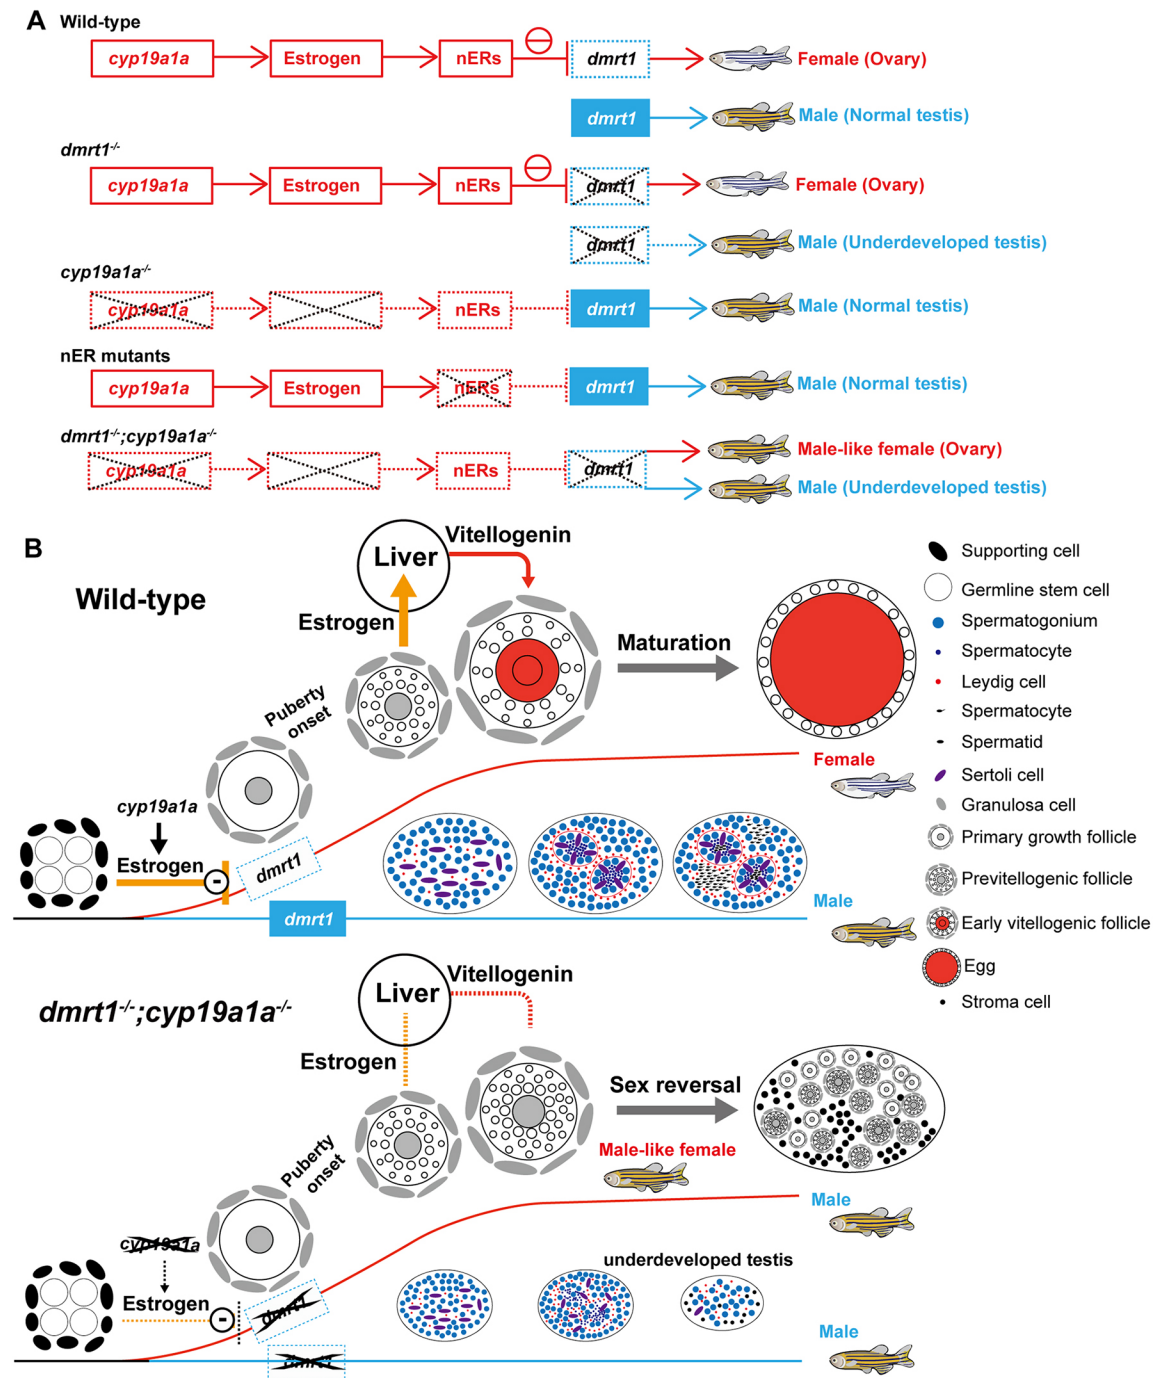 A
Wild-type
cyp19a1a Estrogen nERs dmrt1 Female (Ovary)
dmrt1 Male (Normal testis)
dmrt1-/-
cyp19a1a Estrogen nERs dmrt1 Female (Ovary)
dmrt1 Male (Underdeveloped testis)
cyp19a1a-/-
cyp19a1a nERs dmrt1 Male (Normal testis)
nER mutants
cyp19a1a Estrogen nERs dmrt1 Male (Normal testis)
dmrt1-/-;cyp19a1a-/-
cyp19a1a nERs dmrt1 Male-like female (Ovary)
Male (Underdeveloped testis)
B
Wild-type
Liver
Vitellogenin
Estrogen
Maturation
Puberty
onset
cyp19a1a
Estrogen
-
dmrt1
dmrt1
Female
Male
Supporting cell
Germline stem cell
Spermatogonium
Spermatocyte
Leydig cell
Spermatocyte
Spermatid
Sertoli cell
Granulosa cell
Primary growth follicle
Previtellogenic follicle
Early vitellogenic follicle
Egg
Stroma cell
dmrt1-/-;cyp19a1a-/-
Liver
Vitellogenin
Estrogen
Sex reversal
Male-like female
Puberty
onset
cyp19a1a
Estrogen
-
dmrt1
dmrt1
Male
underdeveloped testis
Male